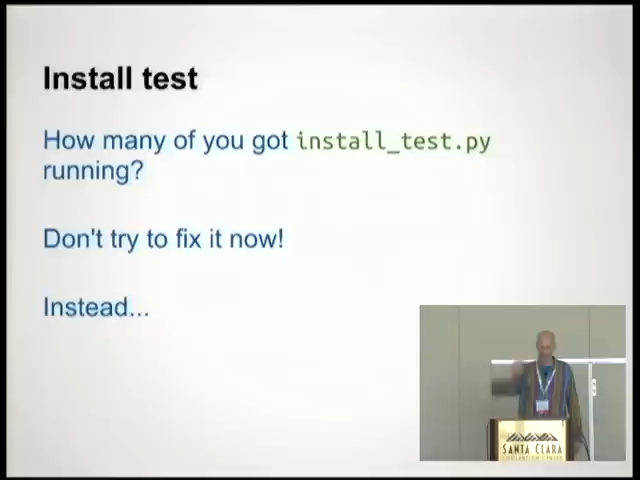 Install test
How many of you got install_test.py
running?
Don't try to fix it now!
Instead...
SANTA CLARA
CONVENTION CENTER